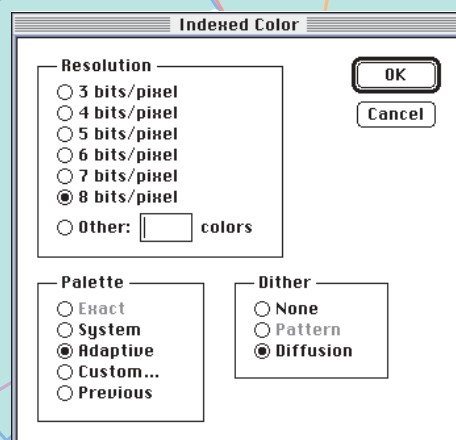 Indexed Color
Resolution
3 bits/pixel
4 bits/pixel
5 bits/pixel
6 bits/pixel
7 bits/pixel
8 bits/pixel
Other: colors
OK
Cancel
Palette
Exact
System
Adaptive
Custom...
Previous
Dither
None
Pattern
Diffusion